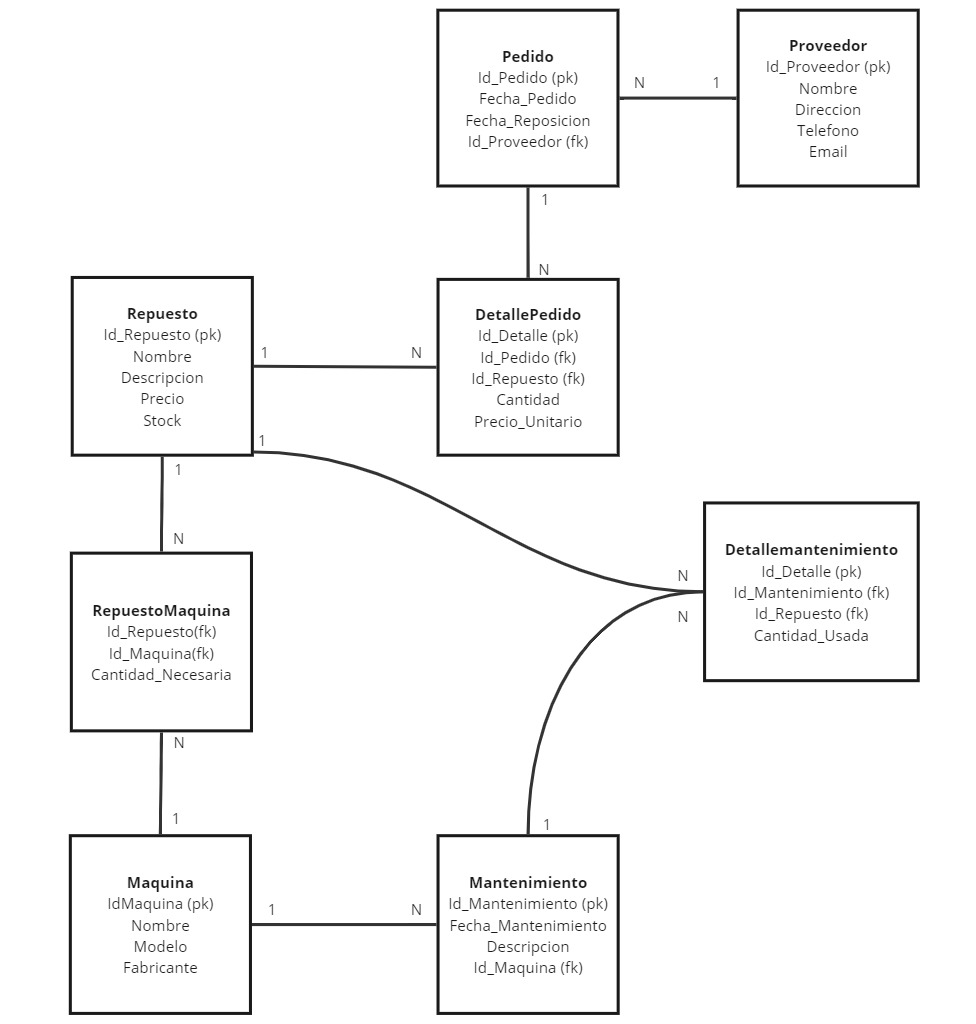 Pedido
Id_Pedido (pk)
Fecha_Pedido
Fecha_Reposicion
Id_Proveedor (fk)
N
1
Proveedor
Id_Proveedor (pk)
Nombre
Direccion
Telefono
Email
1
N
Repuesto
Id_Repuesto (pk)
Nombre
Descripcion
Precio
Stock
1
N
DetallePedido
Id_Detalle (pk)
Id_Pedido (fk)
Id_Repuesto (fk)
Cantidad
Precio_Unitario
1
1
N
RepuestoMaquina
Id_Repuesto(fk)
Id_Maquina(fk)
Cantidad_Necesaria
N
N
Detallemantenimiento
Id_Detalle (pk)
Id_Mantenimiento (fk)
Id_Repuesto (fk)
Cantidad_Usada
N
1
1
Maquina
IdMaquina (pk)
Nombre
Modelo
Fabricante
1
N
Mantenimiento
Id_Mantenimiento (pk)
Fecha_Mantenimiento
Descripcion
Id_Maquina (fk)